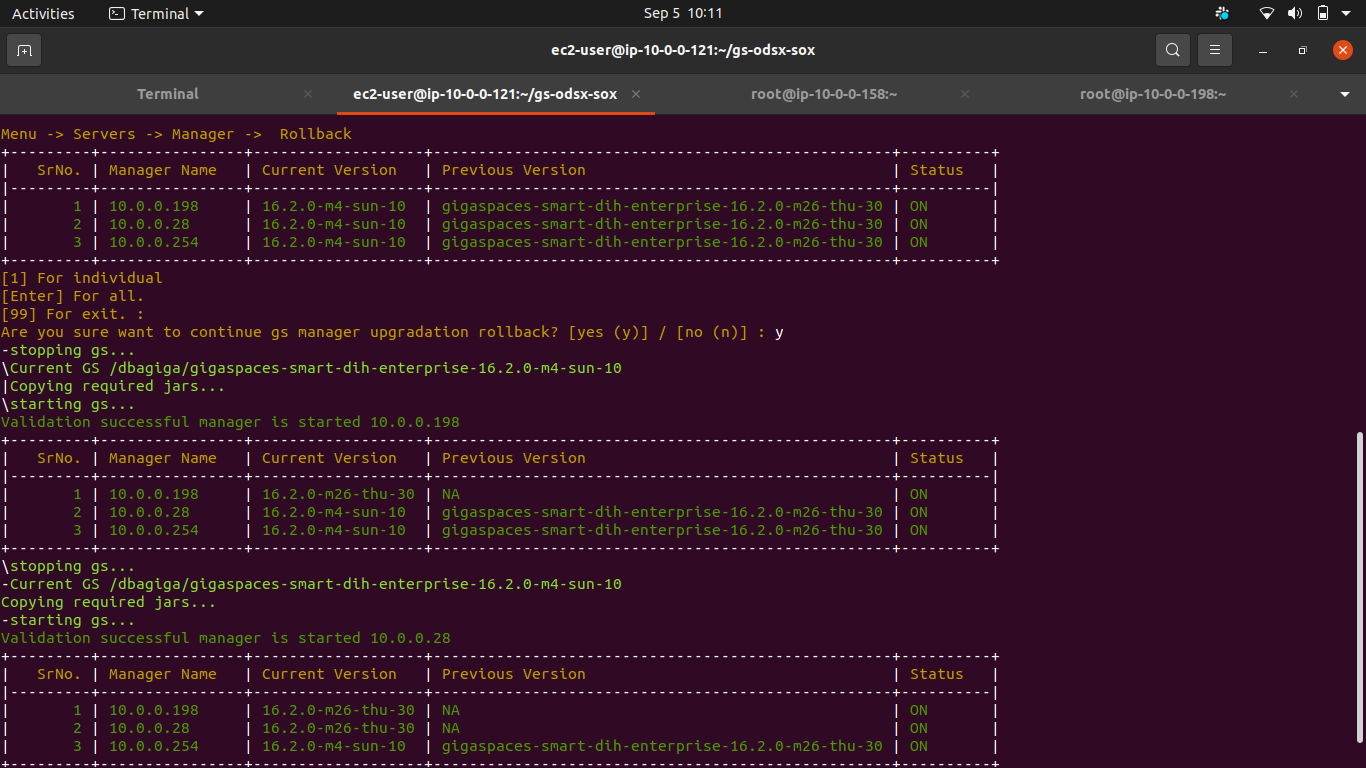 Activities Terminal Sep 5 10:11
ec2-user@ip-10-0-0-121:~/gs-odsx-sox
Terminal × ec2-user@ip-10-0-0-121:~/gs-odsx-sox × root@ip-10-0-0-158:~ × root@ip-10-0-0-198:~ ×
Menu -> Servers -> Manager ->  Rollback
+---------+----------------+-------------------+---------------------------------------------------+----------+
|   SrNo. | Manager Name   | Current Version   | Previous Version                                  | Status   |
|---------+----------------+-------------------+---------------------------------------------------+----------|
|       1 | 10.0.0.198     | 16.2.0-m4-sun-10  | gigaspaces-smart-dih-enterprise-16.2.0-m26-thu-30 | ON       |
|       2 | 10.0.0.28      | 16.2.0-m4-sun-10  | gigaspaces-smart-dih-enterprise-16.2.0-m26-thu-30 | ON       |
|       3 | 10.0.0.254     | 16.2.0-m4-sun-10  | gigaspaces-smart-dih-enterprise-16.2.0-m26-thu-30 | ON       |
+---------+----------------+-------------------+---------------------------------------------------+----------+
[1] For individual
[Enter] For all.
[99] For exit. :
Are you sure want to continue gs manager upgradation rollback? [yes (y)] / [no (n)] : y
-stopping gs...
\Current GS /dbagiga/gigaspaces-smart-dih-enterprise-16.2.0-m4-sun-10
|Copying required jars...
\starting gs...
Validation successful manager is started 10.0.0.198
+---------+----------------+-------------------+---------------------------------------------------+----------+
|   SrNo. | Manager Name   | Current Version   | Previous Version                                  | Status   |
|---------+----------------+-------------------+---------------------------------------------------+----------|
|       1 | 10.0.0.198     | 16.2.0-m26-thu-30 | NA                                                | ON       |
|       2 | 10.0.0.28      | 16.2.0-m4-sun-10  | gigaspaces-smart-dih-enterprise-16.2.0-m26-thu-30 | ON       |
|       3 | 10.0.0.254     | 16.2.0-m4-sun-10  | gigaspaces-smart-dih-enterprise-16.2.0-m26-thu-30 | ON       |
+---------+----------------+-------------------+---------------------------------------------------+----------+
\stopping gs...
-Current GS /dbagiga/gigaspaces-smart-dih-enterprise-16.2.0-m4-sun-10
Copying required jars...
-starting gs...
Validation successful manager is started 10.0.0.28
+---------+----------------+-------------------+---------------------------------------------------+----------+
|   SrNo. | Manager Name   | Current Version   | Previous Version                                  | Status   |
|---------+----------------+-------------------+---------------------------------------------------+----------|
|       1 | 10.0.0.198     | 16.2.0-m26-thu-30 | NA                                                | ON       |
|       2 | 10.0.0.28      | 16.2.0-m26-thu-30 | NA                                                | ON       |
|       3 | 10.0.0.254     | 16.2.0-m4-sun-10  | gigaspaces-smart-dih-enterprise-16.2.0-m26-thu-30 | ON       |
+---------+----------------+-------------------+---------------------------------------------------+----------+